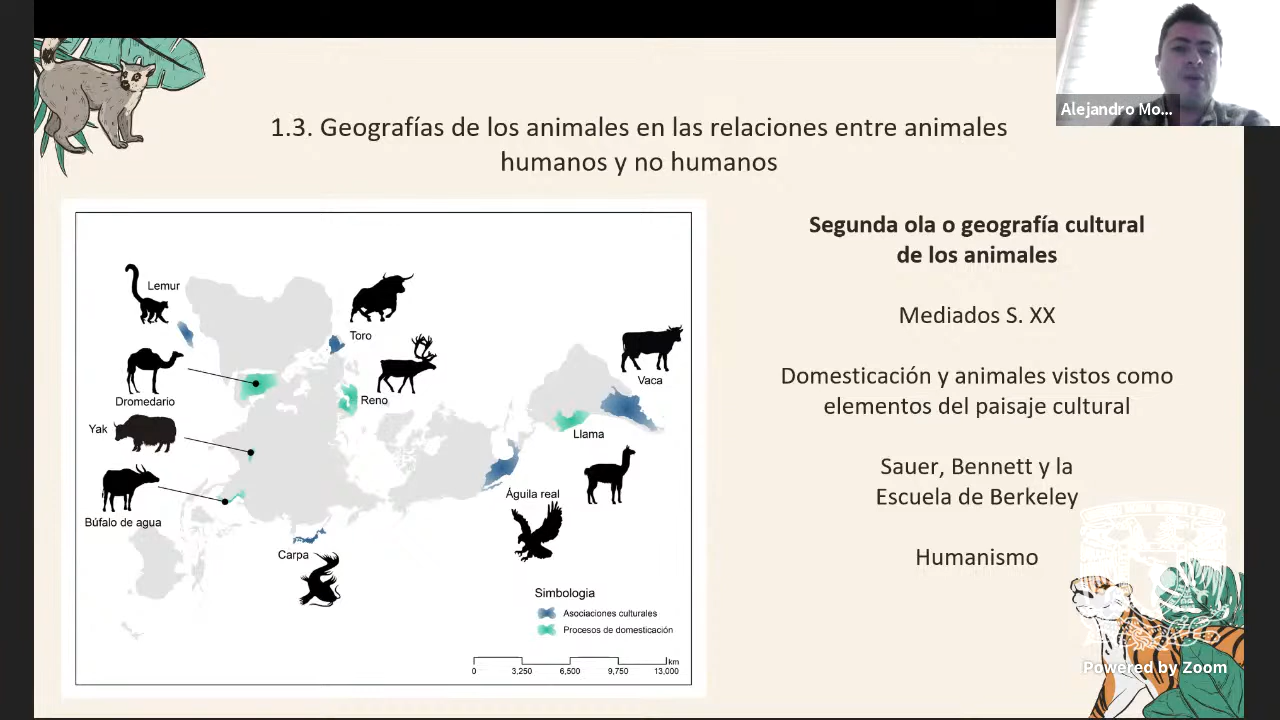 Alejandro Mo...
1.3. Geografías de los animales en las relaciones entre animales
humanos y no humanos
Lemur
Toro
Dromedario
Reno
Vaca
Yak
Llama
Búfalo de agua
Águila real
Carpa
Simbologia
Asociaciones culturales
Procesos de domesticación
km
0 3,250 6,500 9,750 13,000
Segunda ola o geografía cultural
de los animales
Mediados S. XX
Domesticación y animales vistos como
elementos del paisaje cultural
Sauer, Bennett y la
Escuela de Berkeley
Humanismo
Powered by Zoom